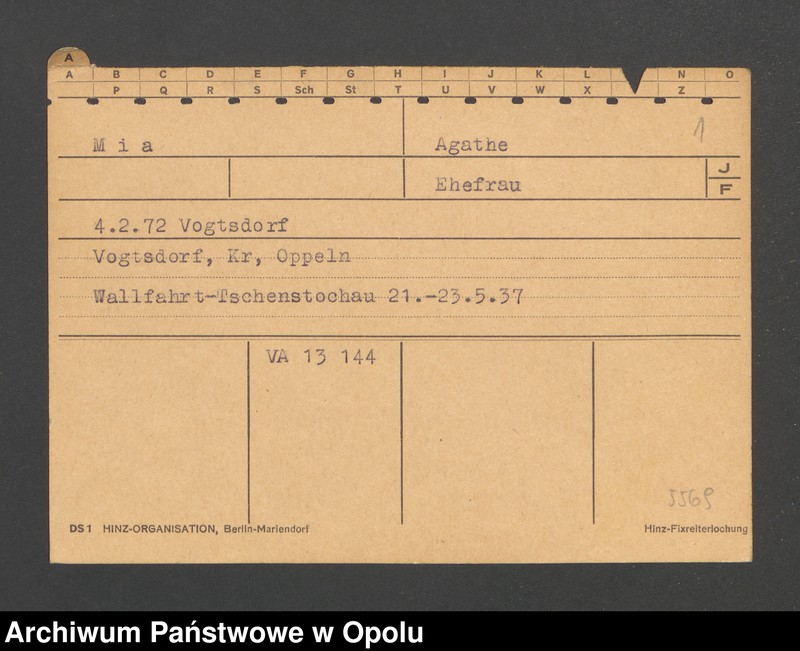 A
A B C D E F G H I J K L N O
P Q R S Sch St T U V W X Z
1
M i a Agathe
Ehefrau J
F
4.2.72 Vogtsdorf
Vogtsdorf, Kr, Oppeln
Wallfahrt-Tschenstochau 21.-23.5.37
VA 13 144
5569
DS1 HINZ-ORGANISATION, Berlin-Mariendorf Hinz-Fixreiterlochung
Archiwum Państwowe w Opolu